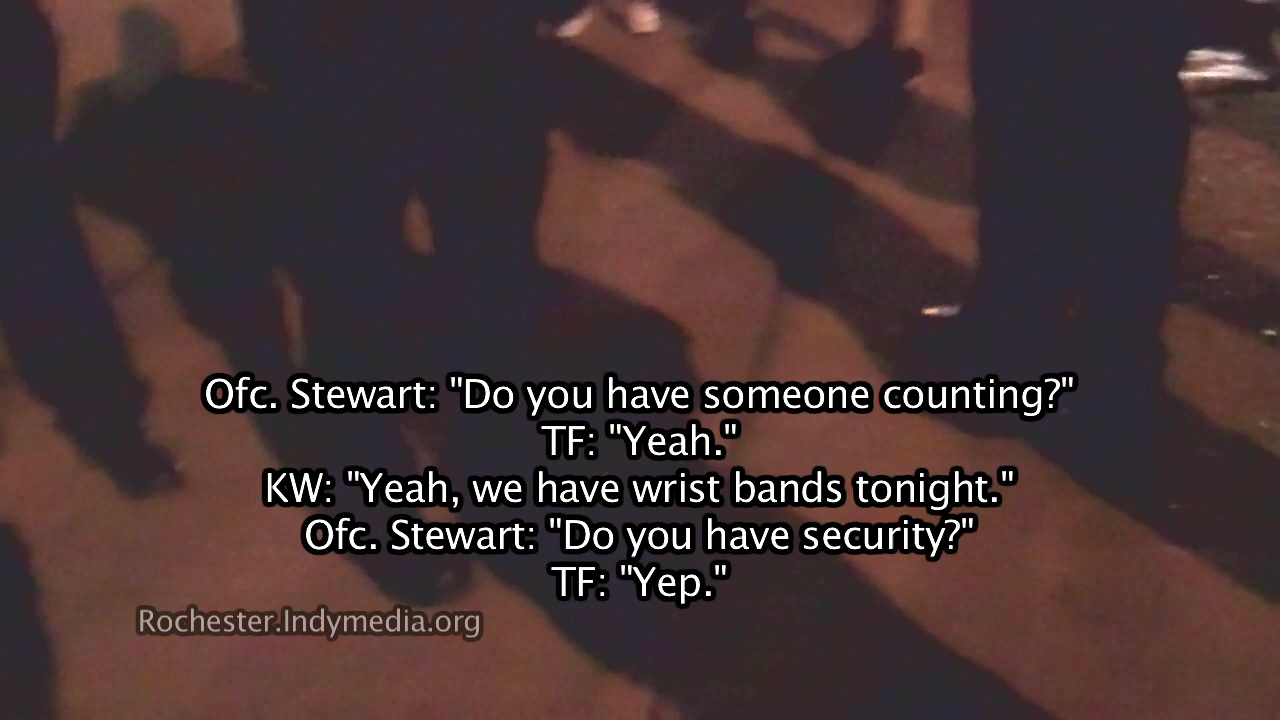 Ofc. Stewart: "Do you have someone counting?"
TF: "Yeah."
KW: "Yeah, we have wrist bands tonight."
Ofc. Stewart: "Do you have security?"
TF: "Yep."
Rochester.Indymedia.org